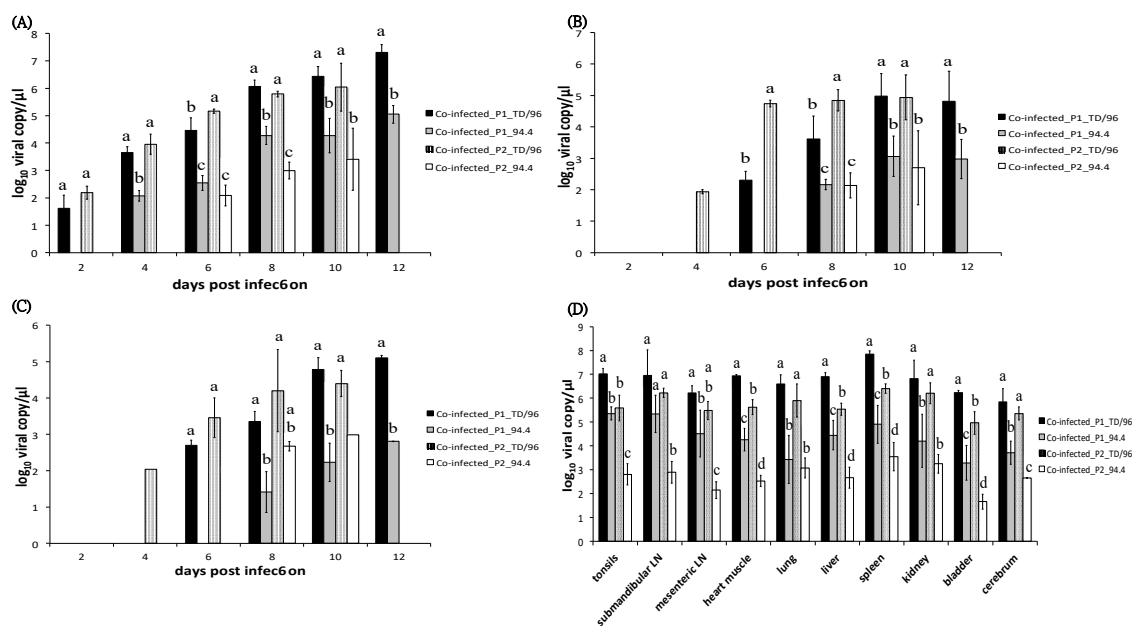 (A)
log10 viral copy/µl
8
7
6
5
4
3
2
1
0
a a
a a b
b a c c
a b a c
a b a b
a b
2 4 6 8 10 12
days post infec6on
Co-infected_P1_TD/96
Co-infected_P1_94.4
Co-infected_P2_TD/96
Co-infected_P2_94.4
(B)
log10 viral copy/µl
7
6
5
4
3
2
1
0
b a
b c a c
a b a b
a b
2 4 6 8 10 12
days post infec6on
Co-infected_P1_TD/96
Co-infected_P1_94.4
Co-infected_P2_TD/96
Co-infected_P2_94.4
(C)
log10 viral copy/µl
6
5
4
3
2
1
0
a a
a b a a
a b a
a b
2 4 6 8 10 12
days post infec6on
Co-infected_P1_TD/96
Co-infected_P1_94.4
Co-infected_P2_TD/96
Co-infected_P2_94.4
(D)
log10 viral copy/µl
9
8
7
6
5
4
3
2
1
0
a b b c
a a a b
a b b c
a c b d
a b a b
a c b d
a c b d
a b a b
a c b d
a b a c
tonsils
submandibular LN
mesenteric LN
heart muscle
lung
liver
spleen
kidney
bladder
cerebrum
Co-infected_P1_TD/96
Co-infected_P1_94.4
Co-infected_P2_TD/96
Co-infected_P2_94.4